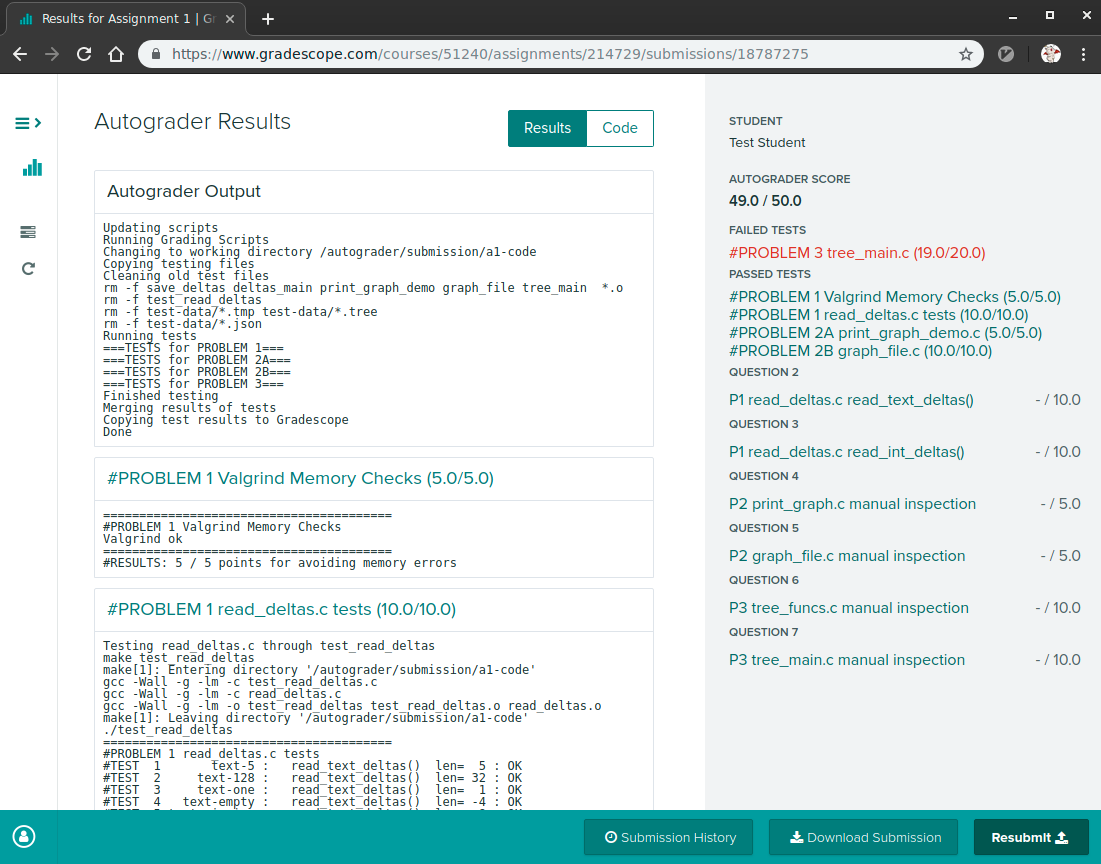 Results for Assignment 1 | Gr
https://www.gradescope.com/courses/51240/assignments/214729/submissions/18787275
Autograder Results
Results
Code
Autograder Output
Updating scripts
Running Grading Scripts
Changing to working directory /autograder/submission/a1-code
Copying testing files
Cleaning old test files
rm -f save_deltas deltas_main print_graph_demo graph_file tree_main  *.o
rm -f test_read_deltas
rm -f test-data/*.tmp test-data/*.tree
rm -f test-data/*.json
Running tests
===TESTS for PROBLEM 1===
===TESTS for PROBLEM 2A===
===TESTS for PROBLEM 2B===
===TESTS for PROBLEM 3===
Finished testing
Merging results of tests
Copying test results to Gradescope
Done
#PROBLEM 1 Valgrind Memory Checks (5.0/5.0)
========================================
#PROBLEM 1 Valgrind Memory Checks
Valgrind ok
========================================
#RESULTS: 5 / 5 points for avoiding memory errors
#PROBLEM 1 read_deltas.c tests (10.0/10.0)
Testing read_deltas.c through test_read_deltas
make test_read_deltas
make[1]: Entering directory '/autograder/submission/a1-code'
gcc -Wall -g -lm -c test_read_deltas.c
gcc -Wall -g -lm -c read_deltas.c
gcc -Wall -g -lm -o test_read_deltas test_read_deltas.o read_deltas.o
make[1]: Leaving directory '/autograder/submission/a1-code'
./test_read_deltas
========================================
#PROBLEM 1 read_deltas.c tests
#TEST  1       text-5 :   read_text_deltas()  len=  5 : OK
#TEST  2     text-128 :   read_text_deltas()  len= 32 : OK
#TEST  3     text-one :   read_text_deltas()  len=  1 : OK
#TEST  4   text-empty :   read_text_deltas()  len= -4 : OK
STUDENT
Test Student
AUTOGRADER SCORE
49.0 / 50.0
FAILED TESTS
#PROBLEM 3 tree_main.c (19.0/20.0)
PASSED TESTS
#PROBLEM 1 Valgrind Memory Checks (5.0/5.0)
#PROBLEM 1 read_deltas.c tests (10.0/10.0)
#PROBLEM 2A print_graph_demo.c (5.0/5.0)
#PROBLEM 2B graph_file.c (10.0/10.0)
QUESTION 2
P1 read_deltas.c read_text_deltas() - / 10.0
QUESTION 3
P1 read_deltas.c read_int_deltas() - / 10.0
QUESTION 4
P2 print_graph.c manual inspection - / 5.0
QUESTION 5
P2 graph_file.c manual inspection - / 5.0
QUESTION 6
P3 tree_funcs.c manual inspection - / 10.0
QUESTION 7
P3 tree_main.c manual inspection - / 10.0
Submission History
Download Submission
Resubmit